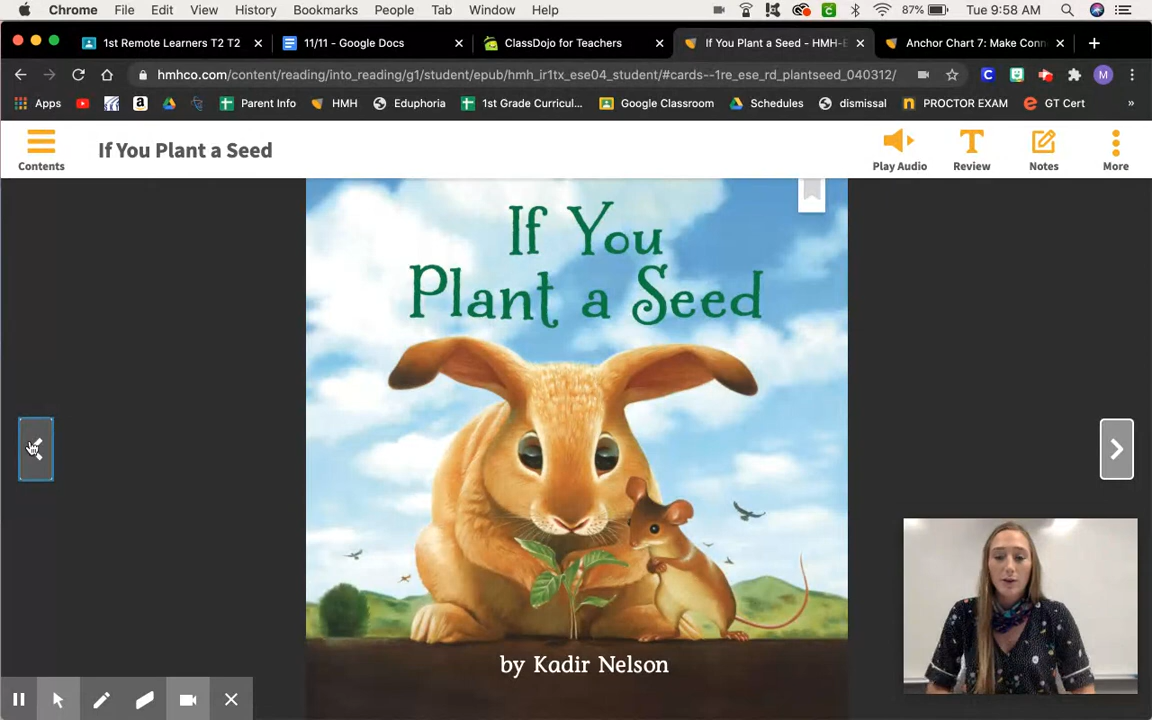 Chrome File Edit View History Bookmarks People Tab Window Help 87% Tue 9:58 AM
1st Remote Learners T2 T2 11/11 - Google Docs ClassDojo for Teachers If You Plant a Seed - HMH-E Anchor Chart 7: Make Conn
hmhco.com/content/reading/into_reading/g1/student/epub/hmh_ir1tx_ese04_student/#cards--1re_ese_rd_plantseed_040312/ M
Apps Parent Info HMH Eduphoria 1st Grade Curricul... Google Classroom Schedules dismissal PROCTOR EXAM GT Cert »
Contents If You Plant a Seed Play Audio Review Notes More
If You
Plant a Seed
by Kadir Nelson